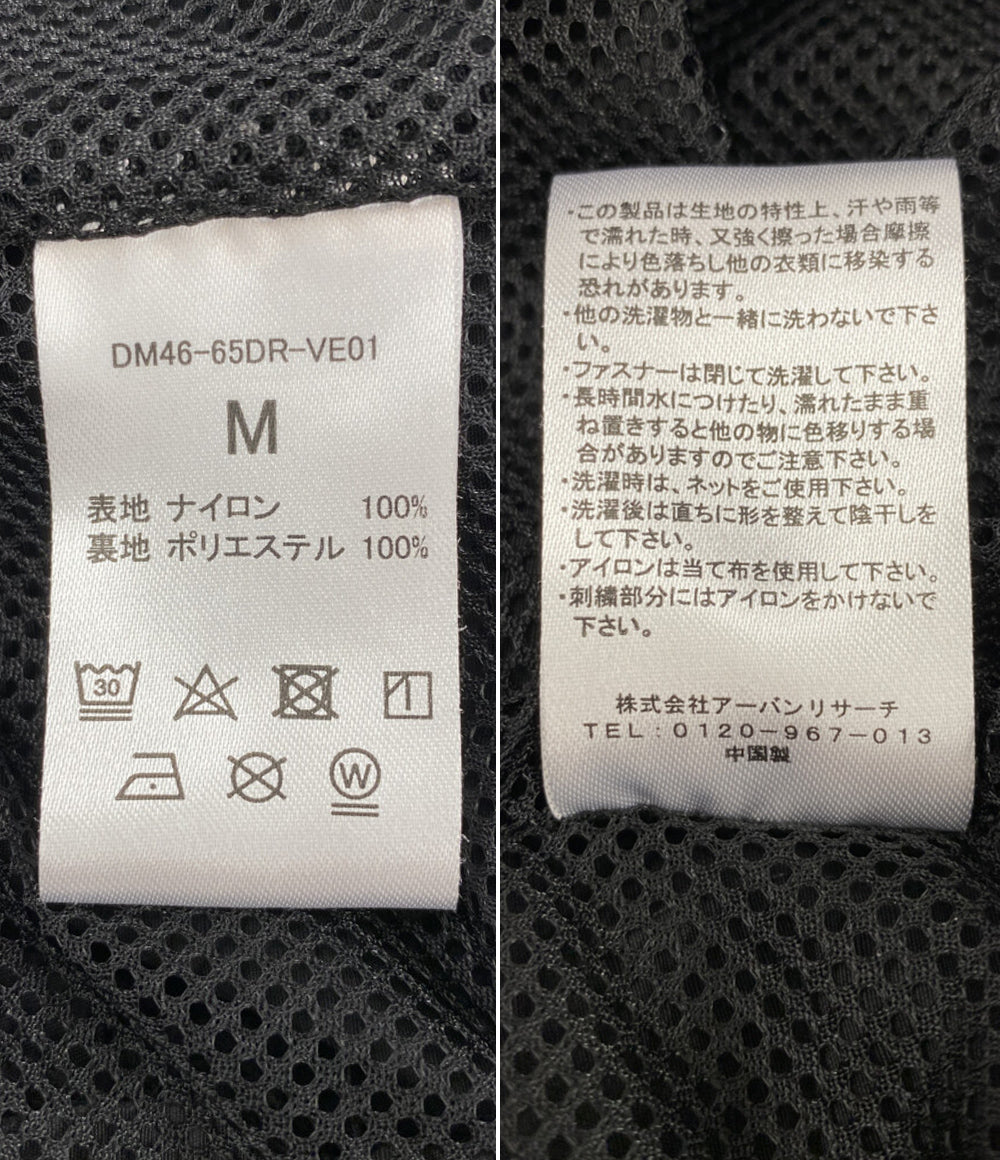 DM46-65DR-VE01
M
表地 ナイロン 100%
裏地 ポリエステル 100%
30
W
・この製品は生地の特性上、汗や雨等
で濡れた時、又強く擦った場合摩擦
により色落ちし他の衣類に移染する
恐れがあります。
・他の洗濯物と一緒に洗わないで下さ
い。
・ファスナーは閉じて洗濯して下さい。
・長時間水につけたり、濡れたまま重
ね置きすると他の物に色移りする場
合がありますのでご注意下さい。
・洗濯時は、ネットをご使用下さい。
・洗濯後は直ちに形を整えて陰干しを
して下さい。
・アイロンは当て布を使用して下さい。
・刺繍部分にはアイロンをかけないで
下さい。
株式会社アーバンリサーチ
TEL:0120-967-013
中国製